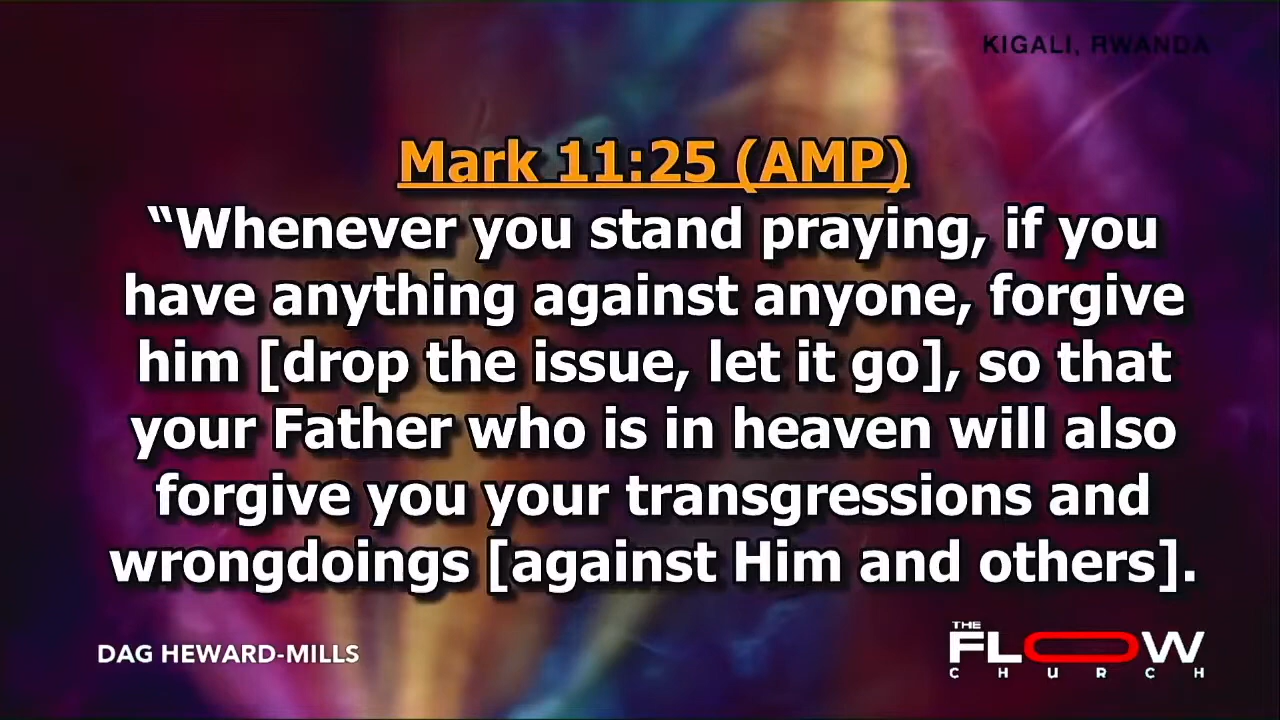 KIGALI, RWANDA
Mark 11:25 (AMP)
“Whenever you stand praying, if you
have anything against anyone, forgive
him [drop the issue, let it go], so that
your Father who is in heaven will also
forgive you your transgressions and
wrongdoings [against Him and others].
DAG HEWARD-MILLS
THE
FLOW
CHURCH